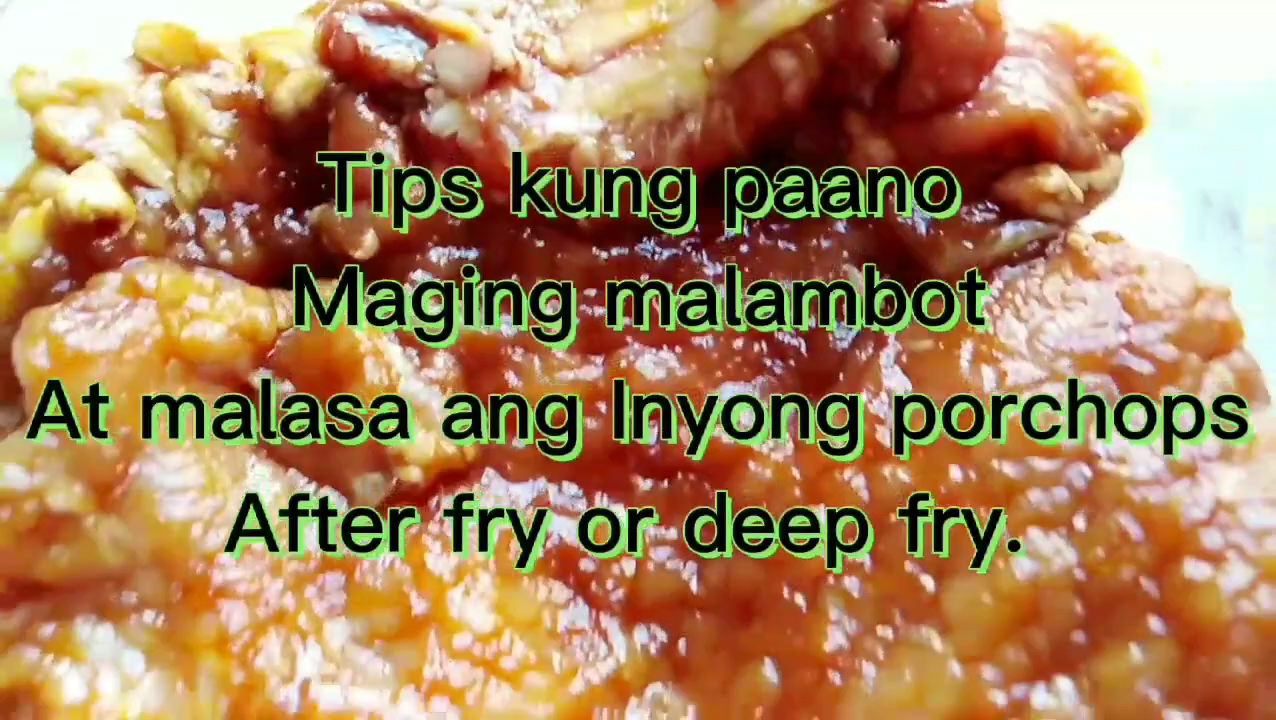 Tips kung paano
Maging malambot
At malasa ang Inyong porchops
After fry or deep fry.